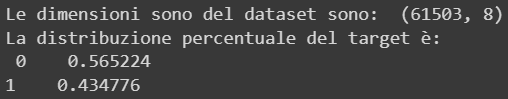 Le dimensioni sono del dataset sono:  (61503, 8)
La distribuzione percentuale del target è:
 0    0.565224
1    0.434776